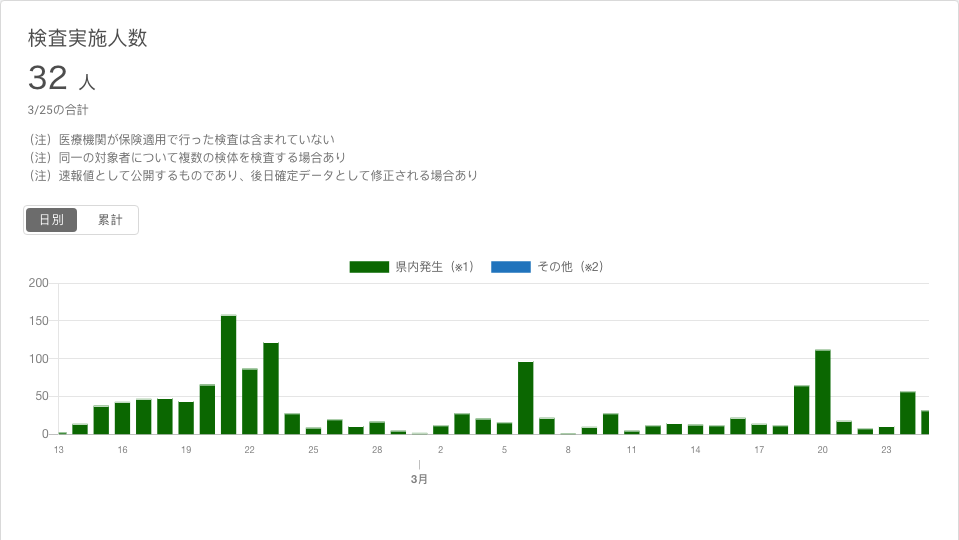 検査実施人数
32 人
3/25の合計
（注）医療機関が保険適用で行った検査は含まれていない
（注）同一の対象者について複数の検体を検査する場合あり
（注）速報値として公開するものであり、後日確定データとして修正される場合あり
日別 累計
県内発生（※1） その他（※2）
200
150
100
50
0
13 16 19 22 25 28 2 5 8 11 14 17 20 23
3月